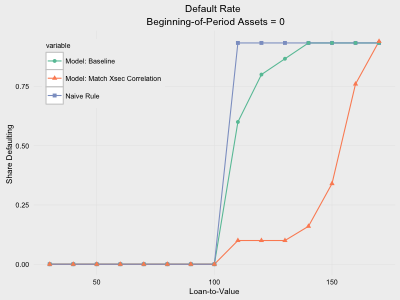 Default Rate
Beginning-of-Period Assets = 0
variable
Model: Baseline
Model: Match Xsec Correlation
Naive Rule
Share Defaulting
0.75
0.50
0.25
0.00
50
100
150
Loan-to-Value